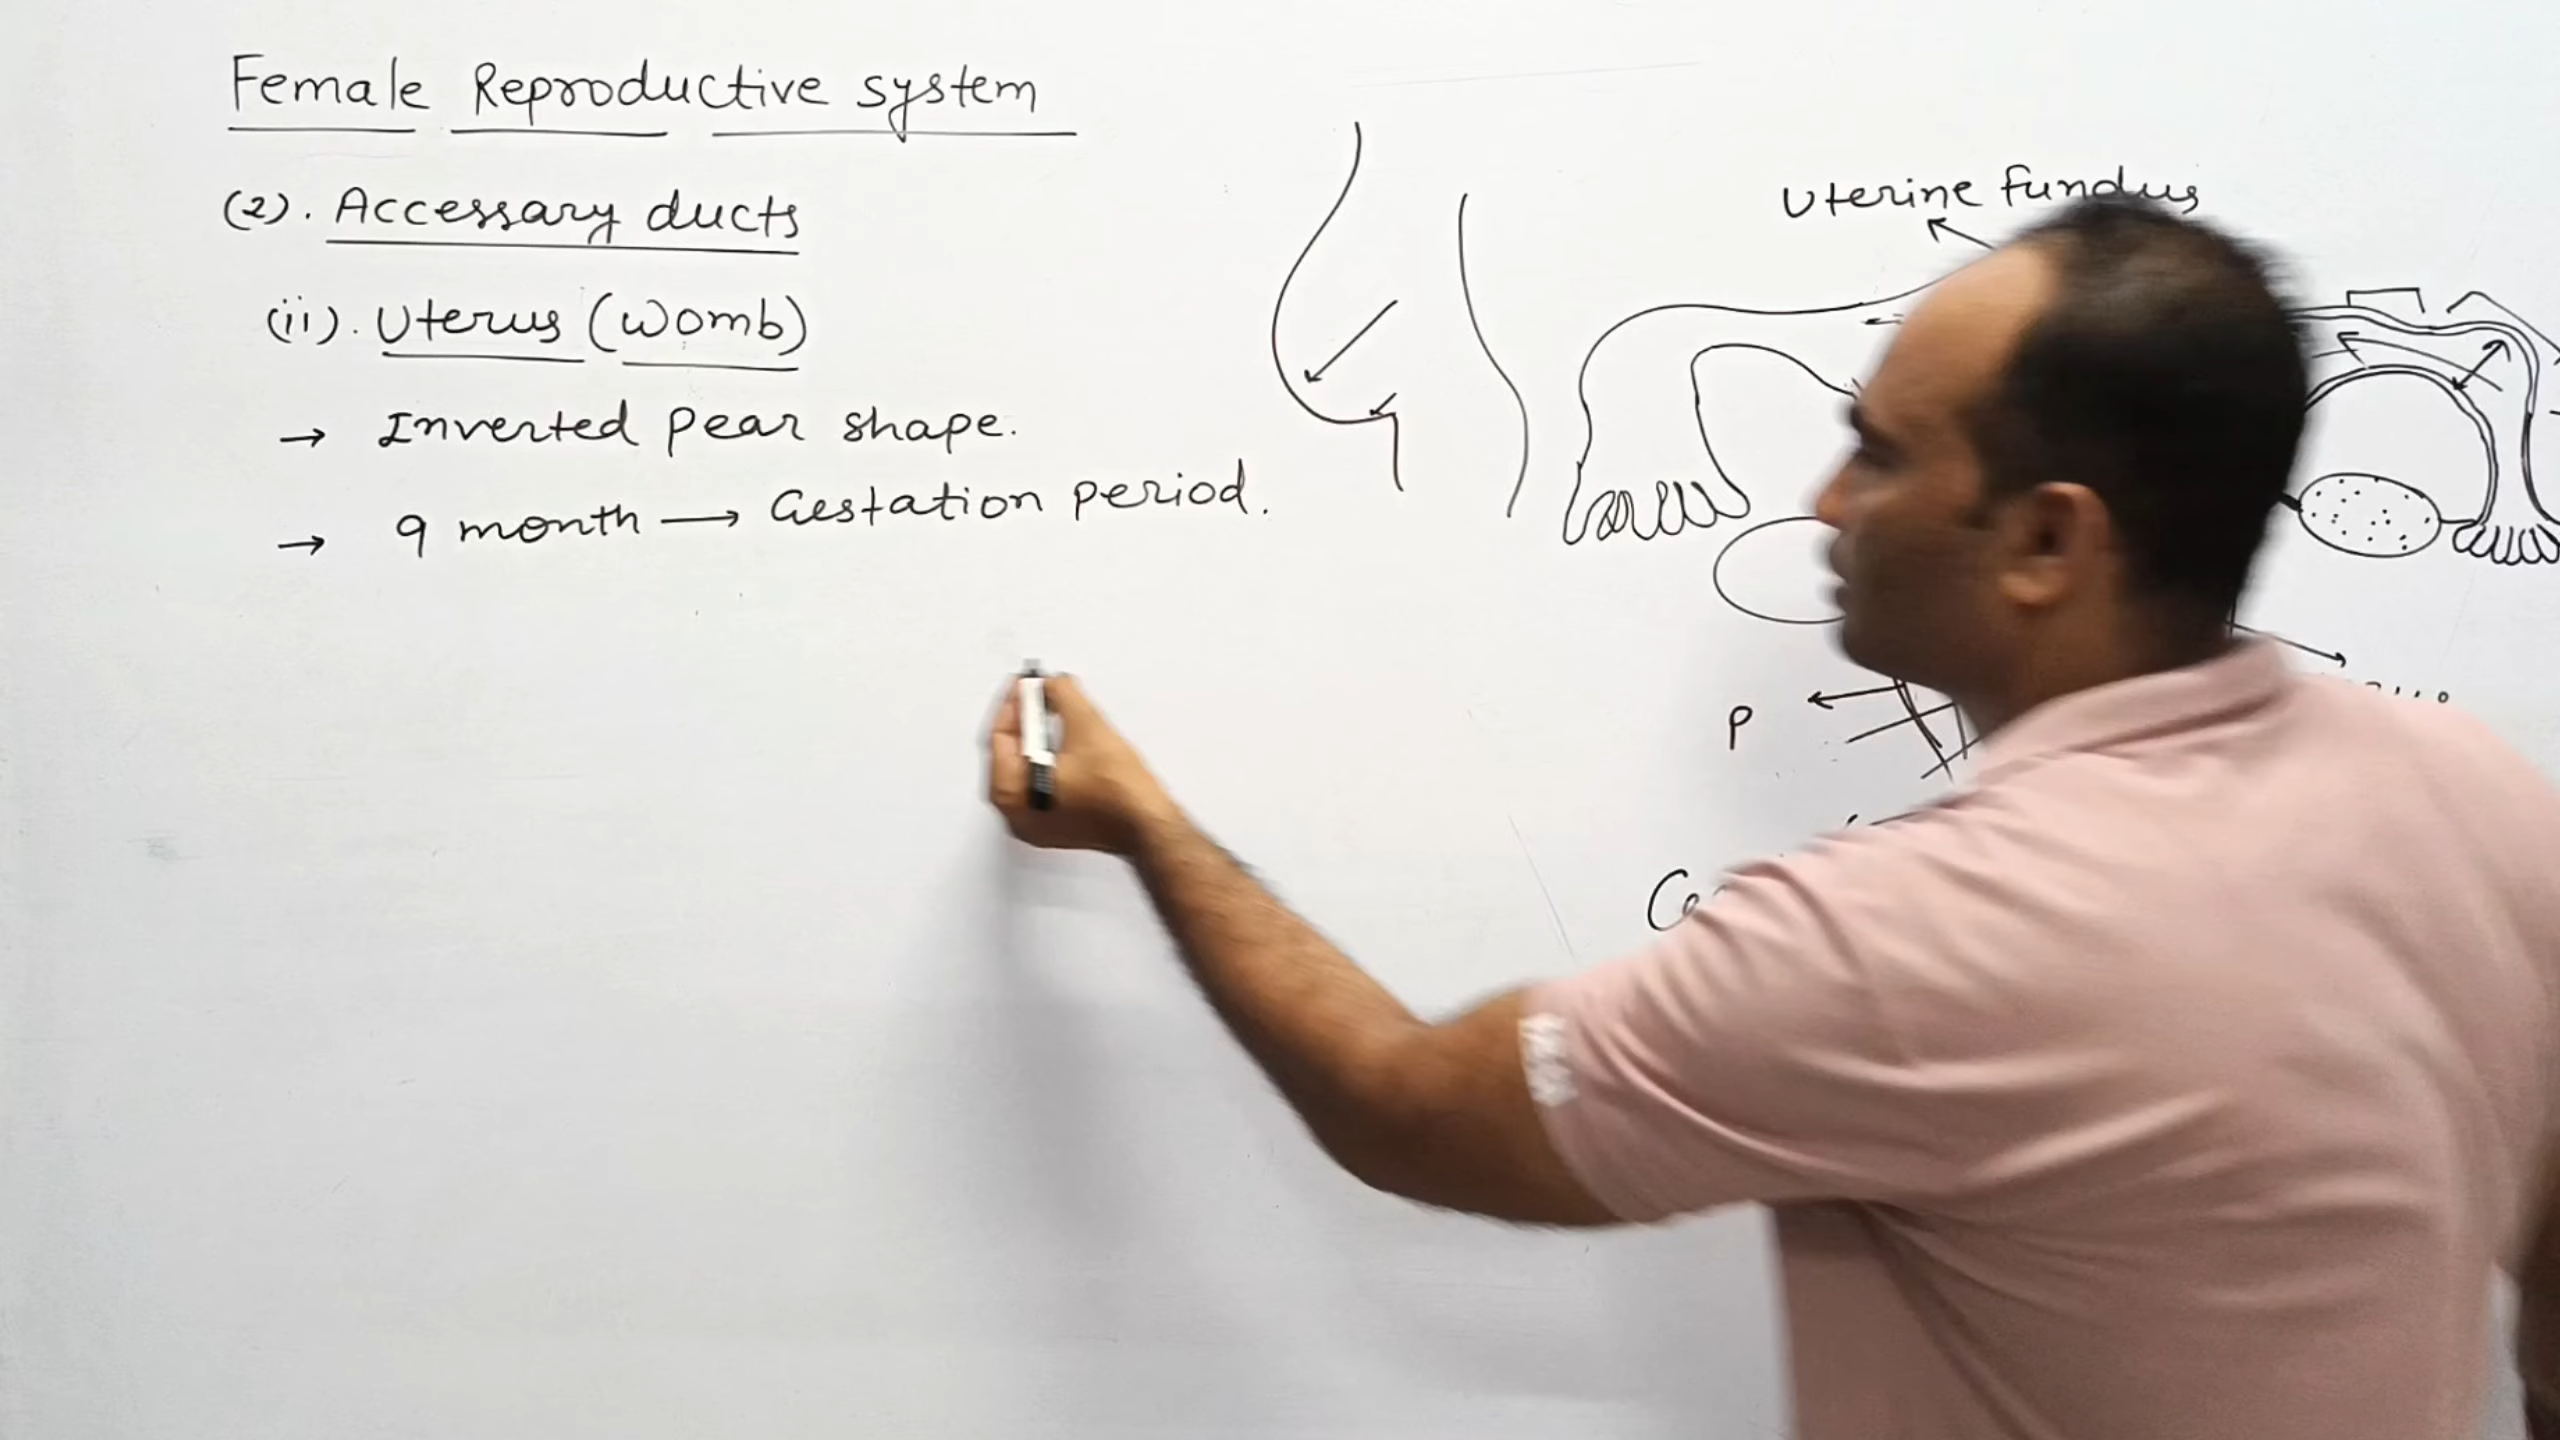 Female Reproductive system
(2). Accessary ducts
(ii). Uterus (Womb)
→ Inverted pear shape.
→ 9 month → Gestation period.
Uterine fundus
P